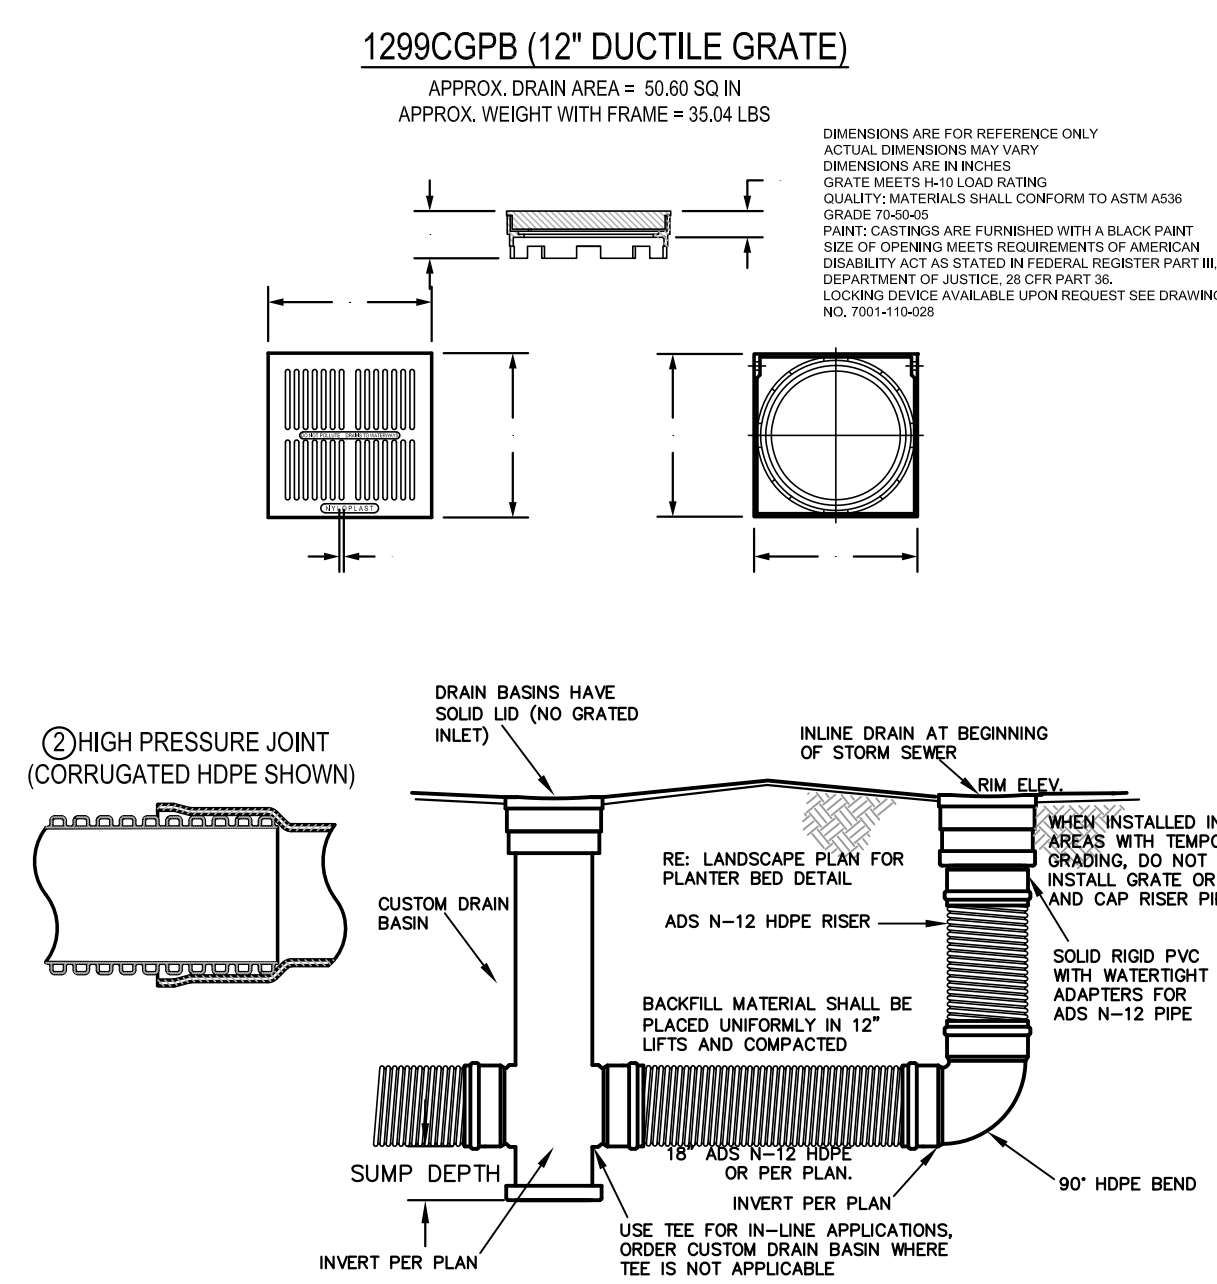 1299CGPB (12" DUCTILE GRATE)
APPROX. DRAIN AREA = 50.60 SQ IN
APPROX. WEIGHT WITH FRAME = 35.04 LBS
DIMENSIONS ARE FOR REFERENCE ONLY
ACTUAL DIMENSIONS MAY VARY
DIMENSIONS ARE IN INCHES
GRATE MEETS H-10 LOAD RATING
QUALITY: MATERIALS SHALL CONFORM TO ASTM A536
GRADE 70-50-05
PAINT: CASTINGS ARE FURNISHED WITH A BLACK PAINT
SIZE OF OPENING MEETS REQUIREMENTS OF AMERICAN
DISABILITY ACT AS STATED IN FEDERAL REGISTER PART III,
DEPARTMENT OF JUSTICE, 28 CFR PART 36.
LOCKING DEVICE AVAILABLE UPON REQUEST SEE DRAWING
NO. 7001-110-028
DO NOT POLLUTE DRAINS TO WATERWAYS
NYLOPLAST
DRAIN BASINS HAVE
SOLID LID (NO GRATED
INLET)
② HIGH PRESSURE JOINT
(CORRUGATED HDPE SHOWN)
INLINE DRAIN AT BEGINNING
OF STORM SEWER
RIM ELEV.
WHEN INSTALLED IN
AREAS WITH TEMPO
GRADING, DO NOT
INSTALL GRATE OR
AND CAP RISER PI
RE: LANDSCAPE PLAN FOR
PLANTER BED DETAIL
CUSTOM DRAIN
BASIN
ADS N-12 HDPE RISER
SOLID RIGID PVC
WITH WATERTIGHT
ADAPTERS FOR
ADS N-12 PIPE
BACKFILL MATERIAL SHALL BE
PLACED UNIFORMLY IN 12"
LIFTS AND COMPACTED
18" ADS N-12 HDPE
OR PER PLAN.
SUMP DEPTH
90° HDPE BEND
INVERT PER PLAN
USE TEE FOR IN-LINE APPLICATIONS,
ORDER CUSTOM DRAIN BASIN WHERE
TEE IS NOT APPLICABLE
INVERT PER PLAN